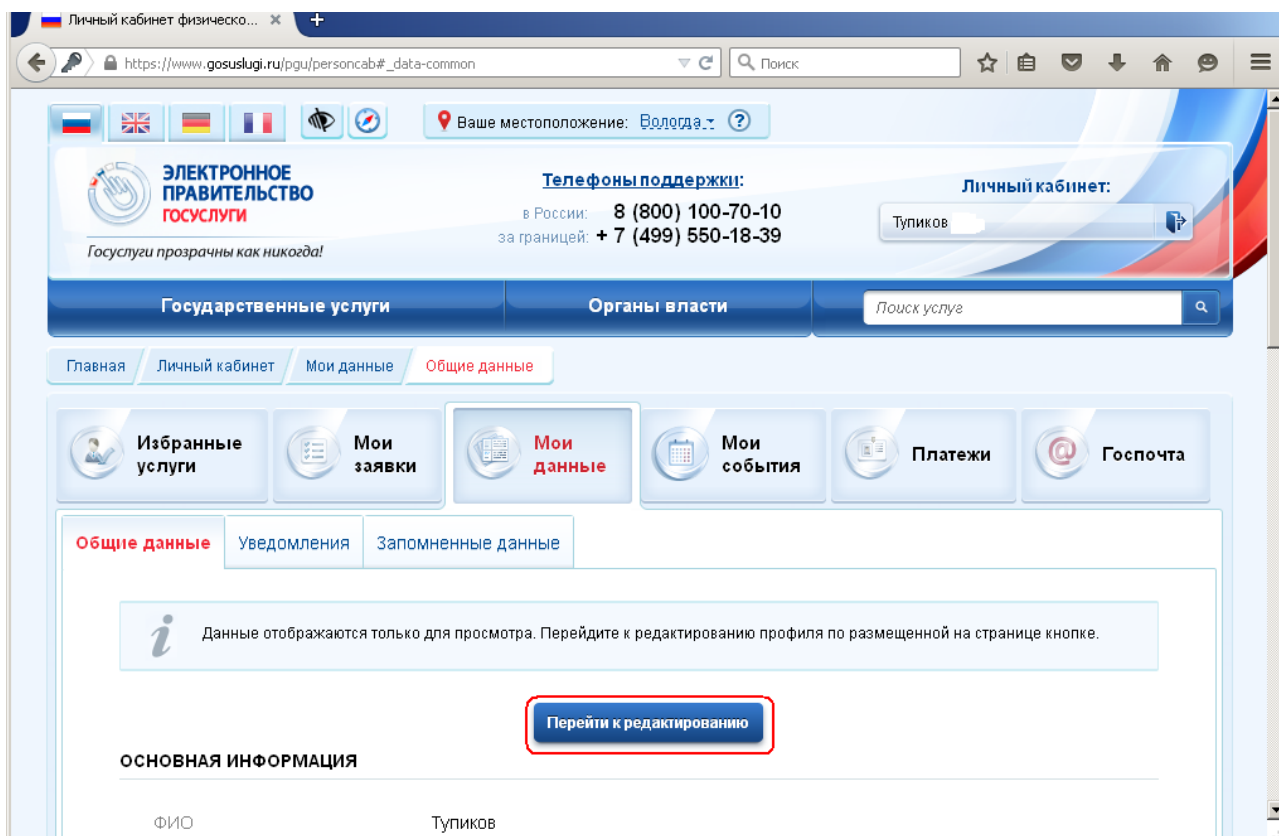 Личный кабинет физическо...
https://www.gosuslugi.ru/pgu/personcab#_data-common
Поиск
Ваше местоположение: Вологда
?
ЭЛЕКТРОННОЕ
ПРАВИТЕЛЬСТВО
ГОСУСЛУГИ
Госуслуги прозрачны как никогда!
Телефоны поддержки:
в России: 8 (800) 100-70-10
за границей: + 7 (499) 550-18-39
Личный кабинет:
Тупиков
Государственные услуги
Органы власти
Поиск услуг
Главная
Личный кабинет
Мои данные
Общие данные
Избранные
услуги
Мои
заявки
Мои
данные
Мои
события
Платежи
@
Госпочта
Общие данные
Уведомления
Запомненные данные
i
Данные отображаются только для просмотра. Перейдите к редактированию профиля по размещенной на странице кнопке.
Перейти к редактированию
ОСНОВНАЯ ИНФОРМАЦИЯ
ФИО
Тупиков